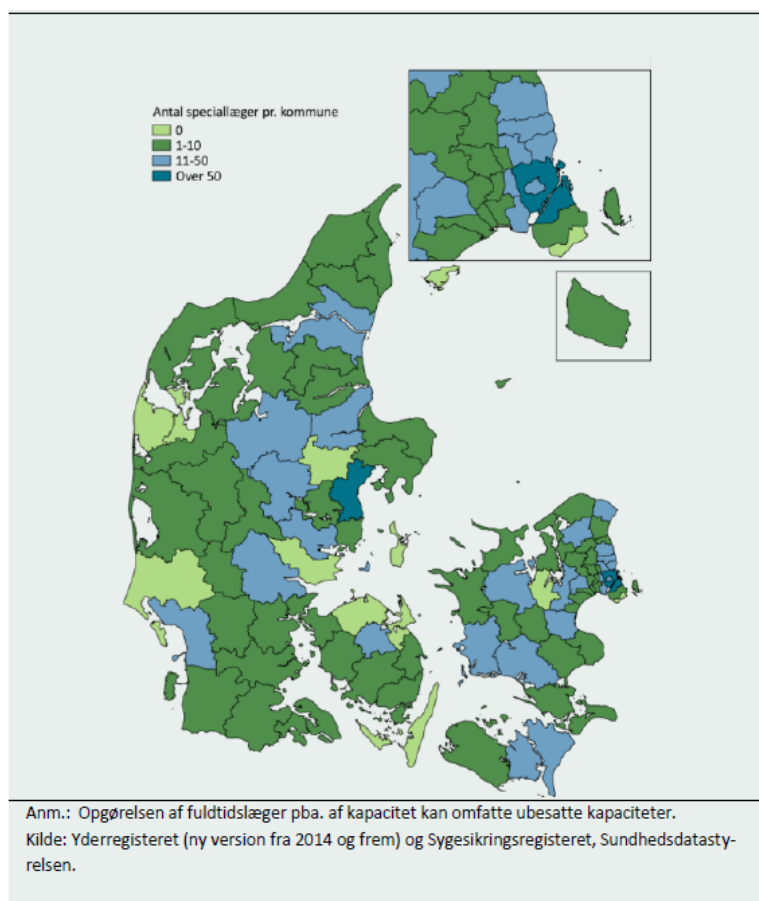 Antal speciallæger pr. kommune
0
1-10
11-50
Over 50
Anm.: Opgørelsen af fuldtidslæger pba. af kapacitet kan omfatte ubesatte kapaciteter.
Kilde: Yderregisteret (ny version fra 2014 og frem) og Sygesikringsregisteret, Sundhedsdatasty-
relsen.